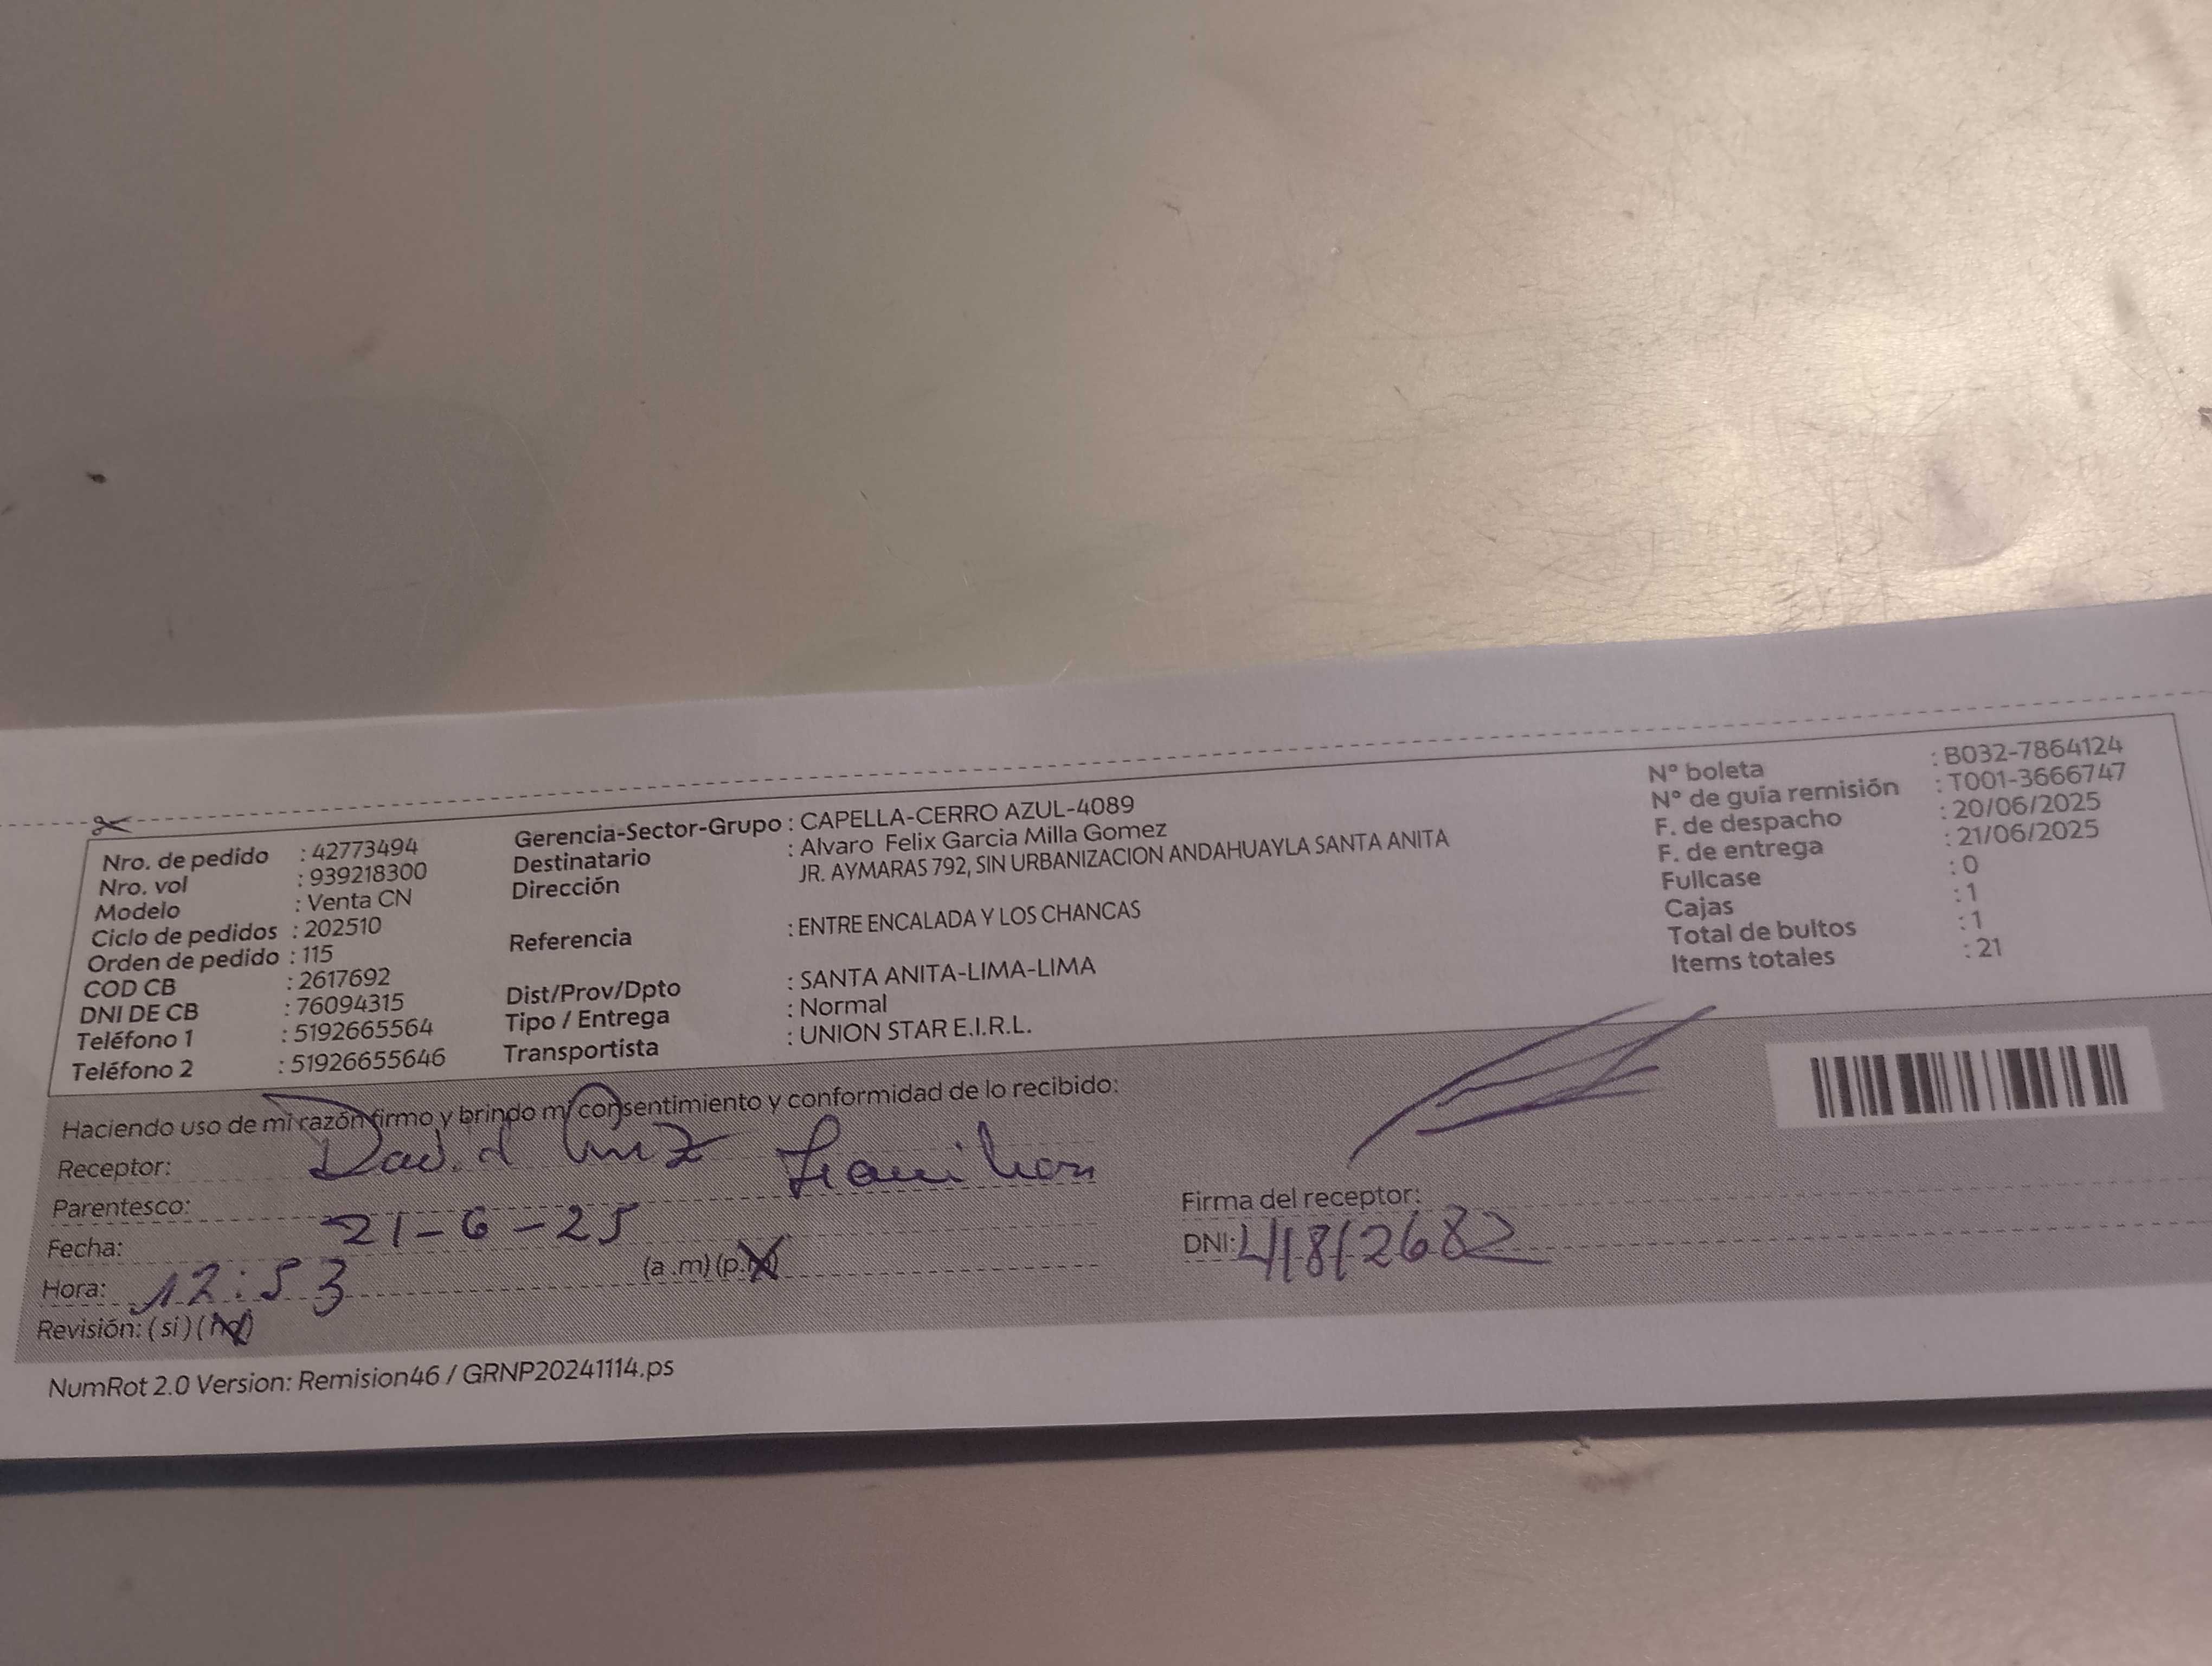 Nro. de pedido : 42773494
Nro. vol : 939218300
Modelo : Venta CN
Ciclo de pedidos : 202510
Orden de pedido : 115
COD CB : 2617692
DNI DE CB : 76094315
Teléfono 1 : 5192665564
Teléfono 2 : 51926655646
Gerencia-Sector-Grupo : CAPELLA-CERRO AZUL-4089
Destinatario : Alvaro Felix Garcia Milla Gomez
Dirección JR. AYMARAS 792, SIN URBANIZACION ANDAHUAYLA SANTA ANITA
Referencia : ENTRE ENCALADA Y LOS CHANCAS
Dist/Prov/Dpto : SANTA ANITA-LIMA-LIMA
Tipo / Entrega : Normal
Transportista : UNION STAR E.I.R.L.
N° boleta : B032-7864124
N° de guía remisión : T001-3666747
F. de despacho : 20/06/2025
F. de entrega : 21/06/2025
Fullcase : 0
Cajas : 1
Total de bultos : 1
Items totales : 21
Haciendo uso de mi razón firmo y brindo mi consentimiento y conformidad de lo recibido:
Receptor: David Cruz
Parentesco:
Fecha: 21-6-25
Hora: 12:53 (a.m) (p.m)
Revisión: (si) (no)
Firma del receptor:
DNI: 41812682
NumRot 2.0 Version: Remision46 / GRNP20241114.ps